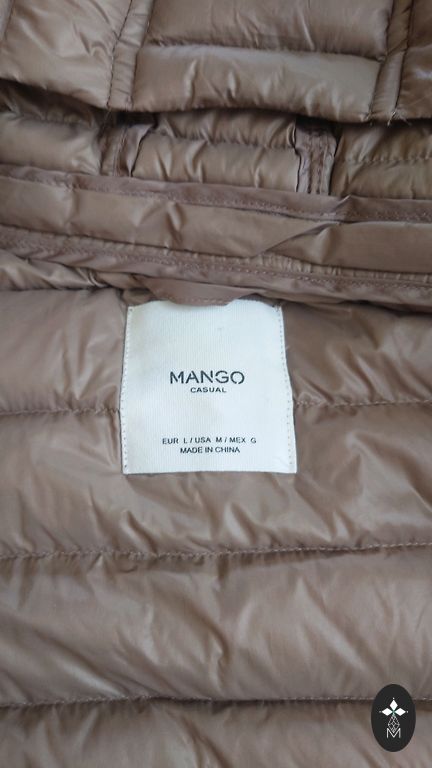 MANGO
CASUAL
EUR L / USA M / MEX G
MADE IN CHINA
M